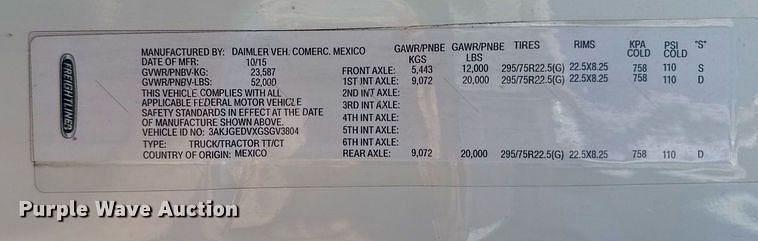 FREIGHTLINER
MANUFACTURED BY: DAIMLER VEH. COMERC. MEXICO
DATE OF MFR: 10/15
GVWR/PNBV-KG: 23,587
GVWR/PNBV-LBS: 52,000
THIS VEHICLE COMPLIES WITH ALL
APPLICABLE FEDERAL MOTOR VEHICLE
SAFETY STANDARDS IN EFFECT AT THE DATE
OF MANUFACTURE SHOWN ABOVE.
VEHICLE ID NO: 3AKJGEDVXGSGV3804
TYPE: TRUCK/TRACTOR TT/CT
COUNTRY OF ORIGIN: MEXICO
GAWR/PNBE KGS GAWR/PNBE LBS TIRES RIMS KPA COLD PSI COLD "S"
FRONT AXLE: 5,443 12,000 295/75R22.5(G) 22.5X8.25 758 110 S
1ST INT AXLE: 9,072 20,000 295/75R22.5(G) 22.5X8.25 758 110 D
2ND INT AXLE:
3RD INT AXLE:
4TH INT AXLE:
5TH INT AXLE:
6TH INT AXLE:
REAR AXLE: 9,072 20,000 295/75R22.5(G) 22.5X8.25 758 110 D
Purple Wave Auction